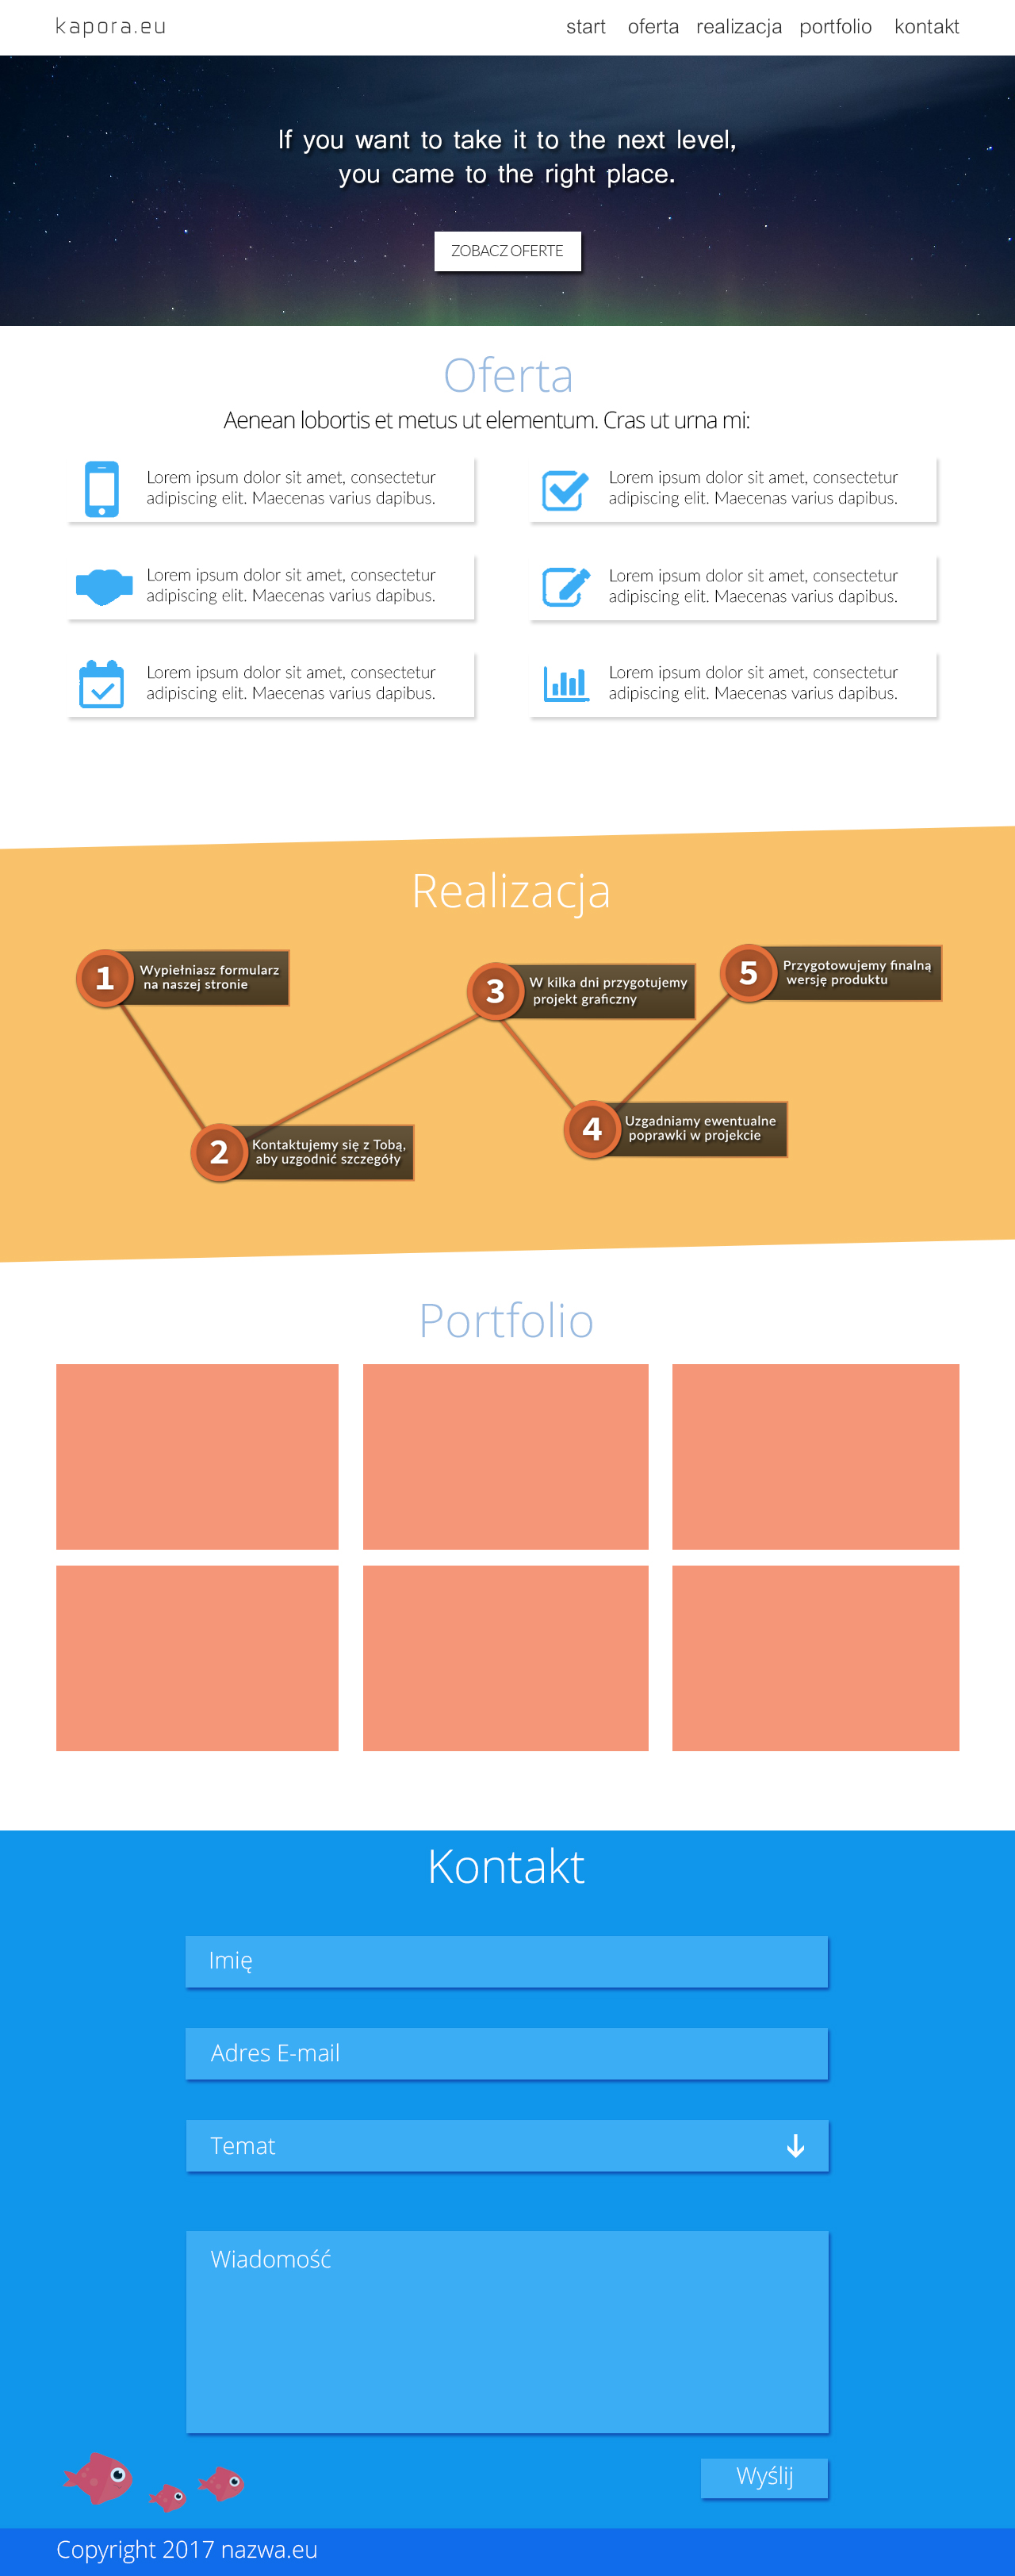 kapora.eu
start oferta realizacja portfolio kontakt
If you want to take it to the next level,
you came to the right place.
ZOBACZ OFERTE
Oferta
Aenean lobortis et metus ut elementum. Cras ut urna mi:
Lorem ipsum dolor sit amet, consectetur
adipiscing elit. Maecenas varius dapibus.
Lorem ipsum dolor sit amet, consectetur
adipiscing elit. Maecenas varius dapibus.
Lorem ipsum dolor sit amet, consectetur
adipiscing elit. Maecenas varius dapibus.
Lorem ipsum dolor sit amet, consectetur
adipiscing elit. Maecenas varius dapibus.
Lorem ipsum dolor sit amet, consectetur
adipiscing elit. Maecenas varius dapibus.
Lorem ipsum dolor sit amet, consectetur
adipiscing elit. Maecenas varius dapibus.
Realizacja
1
Wypiełniasz formularz
na naszej stronie
2
Kontaktujemy się z Tobą,
aby uzgodnić szczegóły
3
W kilka dni przygotujemy
projekt graficzny
4
Uzgadniamy ewentualne
poprawki w projekcie
5
Przygotowujemy finalną
wersję produktu
Portfolio
Kontakt
Imię
Adres E-mail
Temat
Wiadomość
Wyślij
Copyright 2017 nazwa.eu